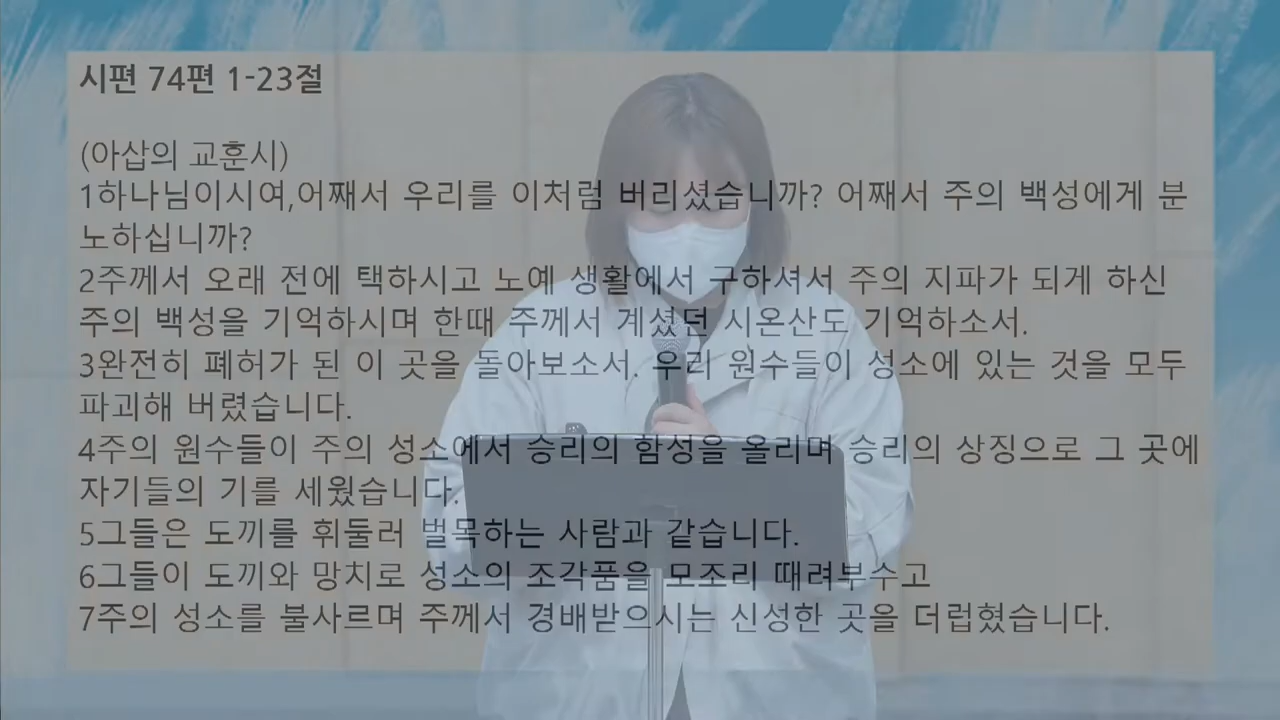 시편 74편 1-23절
(아삽의 교훈시)
1하나님이시여,어째서 우리를 이처럼 버리셨습니까? 어째서 주의 백성에게 분
노하십니까?
2주께서 오래 전에 택하시고 노예 생활에서 구하셔서 주의 지파가 되게 하신
주의 백성을 기억하시며 한때 주께서 계셨던 시온산도 기억하소서.
3완전히 폐허가 된 이 곳을 돌아보소서. 우리 원수들이 성소에 있는 것을 모두
파괴해 버렸습니다.
4주의 원수들이 주의 성소에서 승리의 함성을 올리며 승리의 상징으로 그 곳에
자기들의 기를 세웠습니다.
5그들은 도끼를 휘둘러 벌목하는 사람과 같습니다.
6그들이 도끼와 망치로 성소의 조각품을 모조리 때려부수고
7주의 성소를 불사르며 주께서 경배받으시는 신성한 곳을 더럽혔습니다.